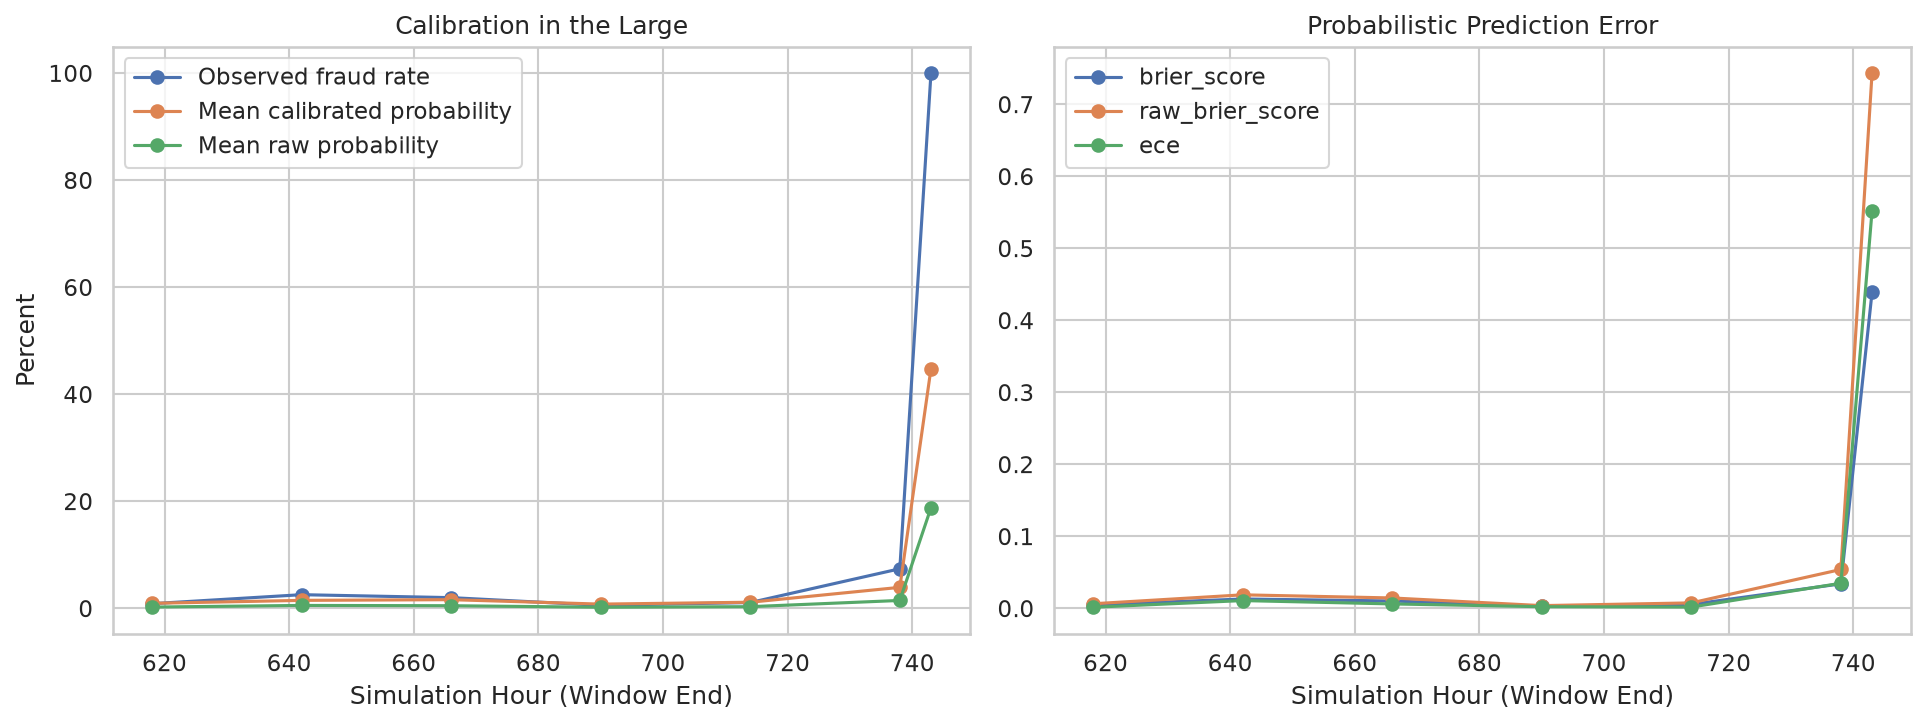 Calibration in the Large
Observed fraud rate
Mean calibrated probability
Mean raw probability
100
80
60
40
20
0
Percent
620 640 660 680 700 720 740
Simulation Hour (Window End)
Probabilistic Prediction Error
brier_score
raw_brier_score
ece
0.7
0.6
0.5
0.4
0.3
0.2
0.1
0.0
620 640 660 680 700 720 740
Simulation Hour (Window End)